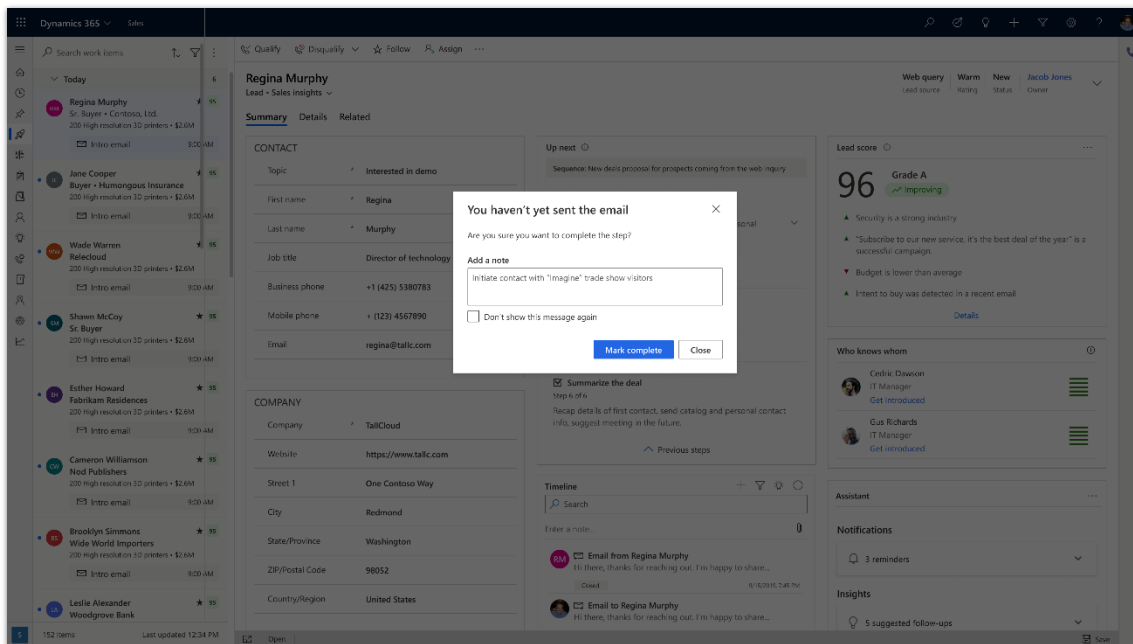 Dynamics 365
Sales
Search work items
Today
6
Regina Murphy
95
Sr. Buyer • Contoso, Ltd.
200 High resolution 3D printers • $2.6M
Intro email
9:00 AM
Jane Cooper
95
Buyer • Humongous Insurance
200 High resolution 3D printers • $2.6M
Intro email
9:00 AM
Wade Warren
95
Relecloud
200 High resolution 3D printers • $2.6M
Intro email
9:00 AM
Shawn McCoy
95
Sr. Buyer
200 High resolution 3D printers • $2.6M
Intro email
9:00 AM
Esther Howard
95
Fabrikam Residences
200 High resolution 3D printers • $2.6M
Intro email
9:00 AM
Cameron Williamson
95
Nod Publishers
200 High resolution 3D printers • $2.6M
Intro email
9:00 AM
Brooklyn Simmons
95
Wide World Importers
200 High resolution 3D printers • $2.6M
Intro email
9:00 AM
Leslie Alexander
95
Woodgrove Bank
152 items
Last updated 12:34 PM
Qualify
Disqualify
Follow
Assign
Regina Murphy
Lead • Sales insights
Web query
Lead source
Warm
Rating
New
Status
Jacob Jones
Owner
Summary
Details
Related
CONTACT
Topic * Interested in demo
First name * Regina
Last name * Murphy
Job title Director of technology
Business phone +1 (425) 5380783
Mobile phone + (123) 4567890
Email regina@tallc.com
COMPANY
Company * TallCloud
Website https://www.tallc.com
Street 1 One Contoso Way
City Redmond
State/Province Washington
ZIP/Postal Code 98052
Country/Region United States
Up next
Sequence: New deals proposal for prospects coming from the web inquiry
sonal
You haven't yet sent the email
Are you sure you want to complete the step?
Add a note
Initiate contact with "Imagine" trade show visitors
Don't show this message again
Mark complete
Close
Summarize the deal
Step 6 of 6
Recap details of first contact, send catalog and personal contact
info, suggest meeting in the future.
Previous steps
Timeline
Search
Enter a note...
RM
Email from Regina Murphy
Hi there, thanks for reaching out. I'm happy to share...
Closed
Email to Regina Murphy
Hi there, thanks for reaching out. I'm happy to share...
Lead score
96
Grade A
Improving
Security is a strong industry
"Subscribe to our new service, it's the best deal of the year" is a
successful campaign.
Budget is lower than average
Intent to buy was detected in a recent email
Details
Who knows whom
Cedric Dawson
IT Manager
Get introduced
Gus Richards
IT Manager
Get introduced
Assistant
Notifications
3 reminders
Insights
5 suggested follow-ups
S
Open
Save